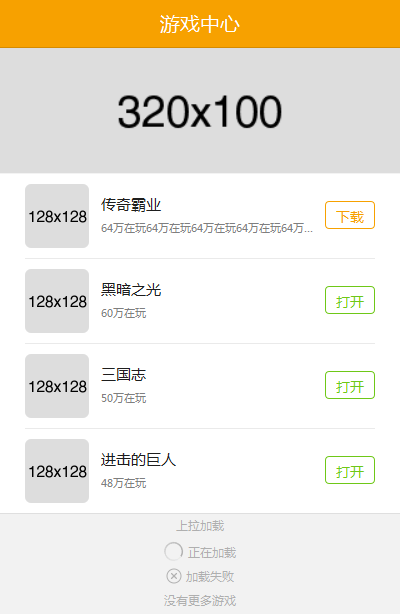 游戏中心
320x100
128x128
传奇霸业
64万在玩64万在玩64万在玩64万在玩64万...
下载
128x128
黑暗之光
60万在玩
打开
128x128
三国志
50万在玩
打开
128x128
进击的巨人
48万在玩
打开
上拉加载
正在加载
加载失败
没有更多游戏